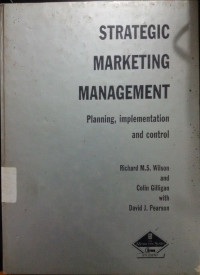 STRATEGIC
MARKETING
MANAGEMENT
Planning, implementation
and control
Richard M.S. Wilson
and
Colin Gilligan
with
David J. Pearson